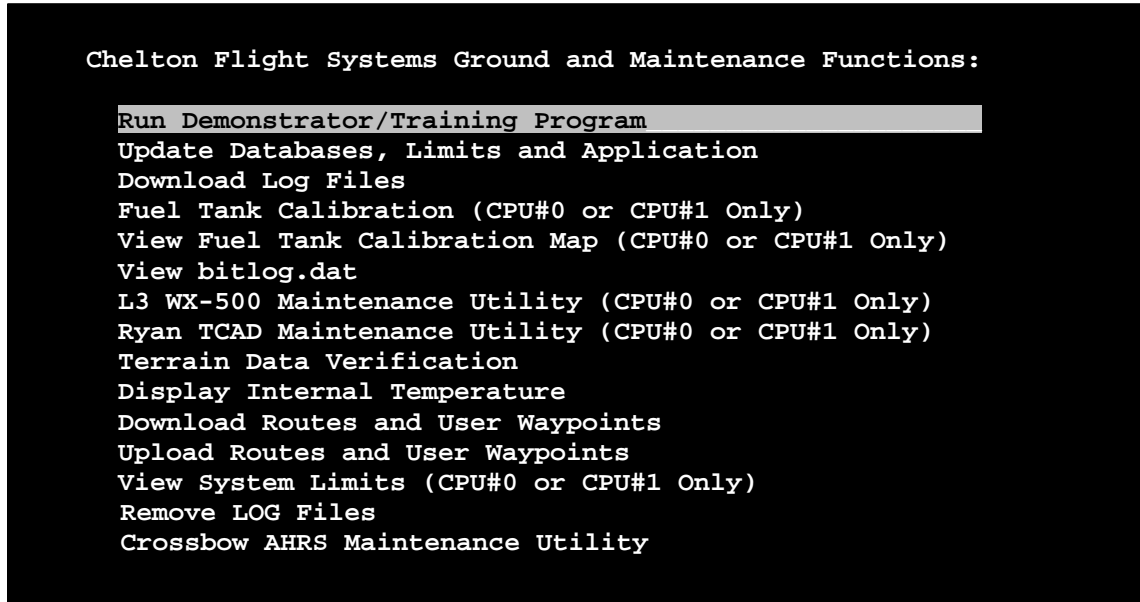 Chelton Flight Systems Ground and Maintenance Functions:
Run Demonstrator/Training Program
Update Databases, Limits and Application
Download Log Files
Fuel Tank Calibration (CPU#0 or CPU#1 Only)
View Fuel Tank Calibration Map (CPU#0 or CPU#1 Only)
View bitlog.dat
L3 WX-500 Maintenance Utility (CPU#0 or CPU#1 Only)
Ryan TCAD Maintenance Utility (CPU#0 or CPU#1 Only)
Terrain Data Verification
Display Internal Temperature
Download Routes and User Waypoints
Upload Routes and User Waypoints
View System Limits (CPU#0 or CPU#1 Only)
Remove LOG Files
Crossbow AHRS Maintenance Utility